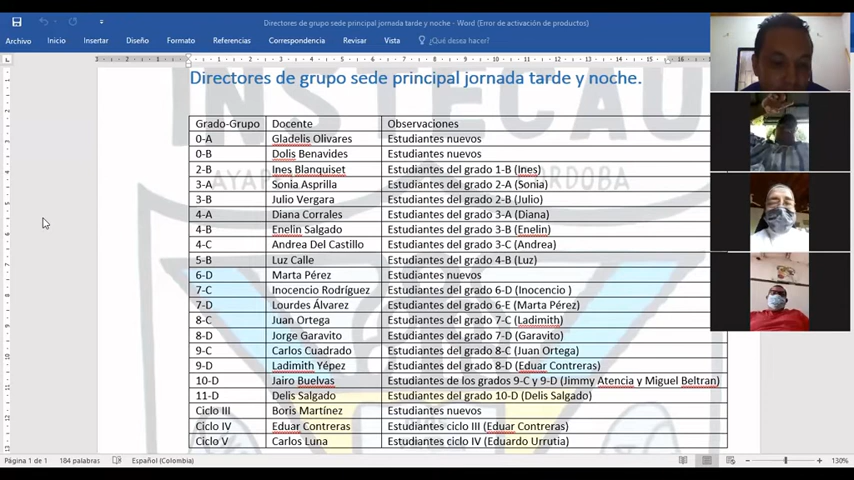 Directores de grupo sede principal jornada tarde y noche - Word (Error de activación de productos)
Archivo Inicio Insertar Diseño Formato Referencias Correspondencia Revisar Vista ¿Qué desea hacer?
INSTECAU
Directores de grupo sede principal jornada tarde y noche.
Grado-Grupo Docente Observaciones
0-A Gladelis Olivares Estudiantes nuevos
0-B Dolis Benavides Estudiantes nuevos
2-B Ines Blanquiset Estudiantes del grado 1-B (Ines)
3-A Sonia Asprilla Estudiantes del grado 2-A (Sonia)
3-B Julio Vergara Estudiantes del grado 2-B (Julio)
4-A Diana Corrales Estudiantes del grado 3-A (Diana)
4-B Enelin Salgado Estudiantes del grado 3-B (Enelin)
4-C Andrea Del Castillo Estudiantes del grado 3-C (Andrea)
5-B Luz Calle Estudiantes del grado 4-B (Luz)
6-D Marta Pérez Estudiantes nuevos
7-C Inocencio Rodríguez Estudiantes del grado 6-D (Inocencio )
7-D Lourdes Álvarez Estudiantes del grado 6-E (Marta Pérez)
8-C Juan Ortega Estudiantes del grado 7-C (Ladimith)
8-D Jorge Garavito Estudiantes del grado 7-D (Garavito)
9-C Carlos Cuadrado Estudiantes del grado 8-C (Juan Ortega)
9-D Ladimith Yépez Estudiantes del grado 8-D (Eduar Contreras)
10-D Jairo Buelvas Estudiantes de los grados 9-C y 9-D (Jimmy Atencia y Miguel Beltran)
11-D Delis Salgado Estudiantes del grado 10-D (Delis Salgado)
Ciclo III Boris Martínez Estudiantes nuevos
Ciclo IV Eduar Contreras Estudiantes ciclo III (Eduar Contreras)
Ciclo V Carlos Luna Estudiantes ciclo IV (Eduardo Urrutia)
Página 1 de 1 184 palabras Español (Colombia) 130%